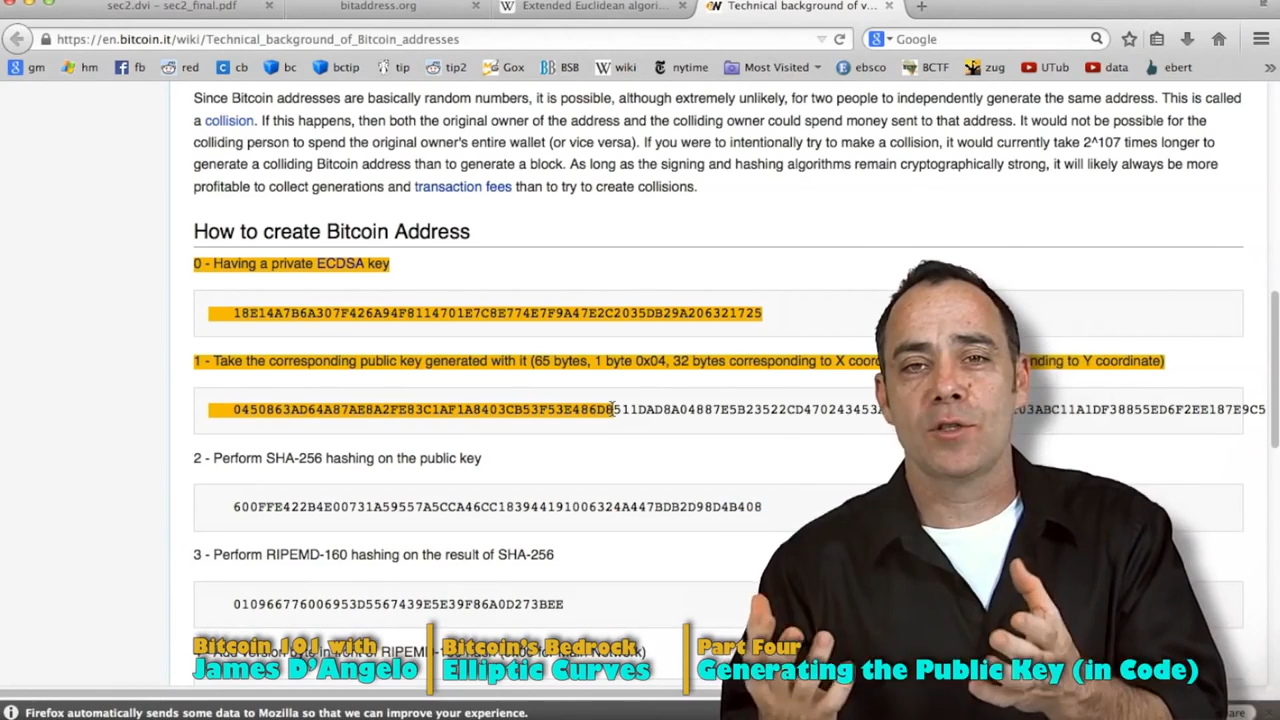 sec2.dvi - sec2_final.pdf
bitaddress.org
Extended Euclidean algori...
Technical background of v...
https://en.bitcoin.it/wiki/Technical_background_of_Bitcoin_addresses
Google
gm hm fb red cb bc bctip tip tip2 Gox BSB wiki nytime Most Visited ebsco BCTF zug UTub data ebert
Since Bitcoin addresses are basically random numbers, it is possible, although extremely unlikely, for two people to independently generate the same address. This is called
a collision. If this happens, then both the original owner of the address and the colliding owner could spend money sent to that address. It would not be possible for the
colliding person to spend the original owner's entire wallet (or vice versa). If you were to intentionally try to make a collision, it would currently take 2^107 times longer to
generate a colliding Bitcoin address than to generate a block. As long as the signing and hashing algorithms remain cryptographically strong, it will likely always be more
profitable to collect generations and transaction fees than to try to create collisions.
How to create Bitcoin Address
0 - Having a private ECDSA key
18E14A7B6A307F426A94F8114701E7C8E774E7F9A47E2C2035DB29A206321725
1 - Take the corresponding public key generated with it (65 bytes, 1 byte 0x04, 32 bytes corresponding to X coor nding to Y coordinate)
0450863AD64A87AE8A2FE83C1AF1A8403CB53F53E486D8511DAD8A04887E5B23522CD470243453 03ABC11A1DF38855ED6F2EE187E9C5
2 - Perform SHA-256 hashing on the public key
600FFE422B4E00731A59557A5CCA46CC183944191006324A447BDB2D98D4B408
3 - Perform RIPEMD-160 hashing on the result of SHA-256
010966776006953D5567439E5E39F86A0D273BEE
Bitcoin 101 with
James D'Angelo
Bitcoin's Bedrock
Elliptic Curves
Part Four
Generating the Public Key (in Code)
Firefox automatically sends some data to Mozilla so that we can improve your experience.